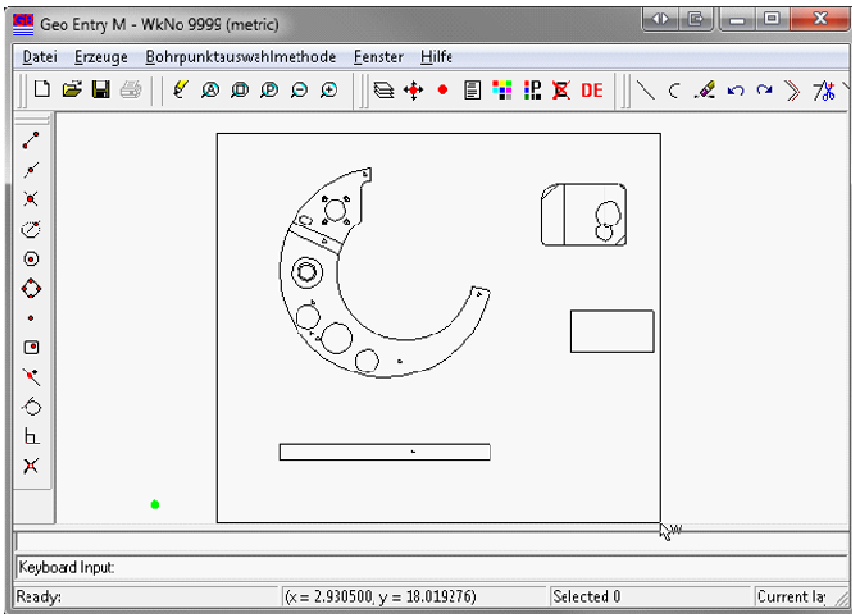 Geo Entry M - WkNo 9999 (metric)
Datei Erzeuge Bohrpunktauswahlmethode Fenster Hilfe
DE
Keyboard Input:
Ready: (x = 2.930500, y = 18.019276) Selected 0 Current la